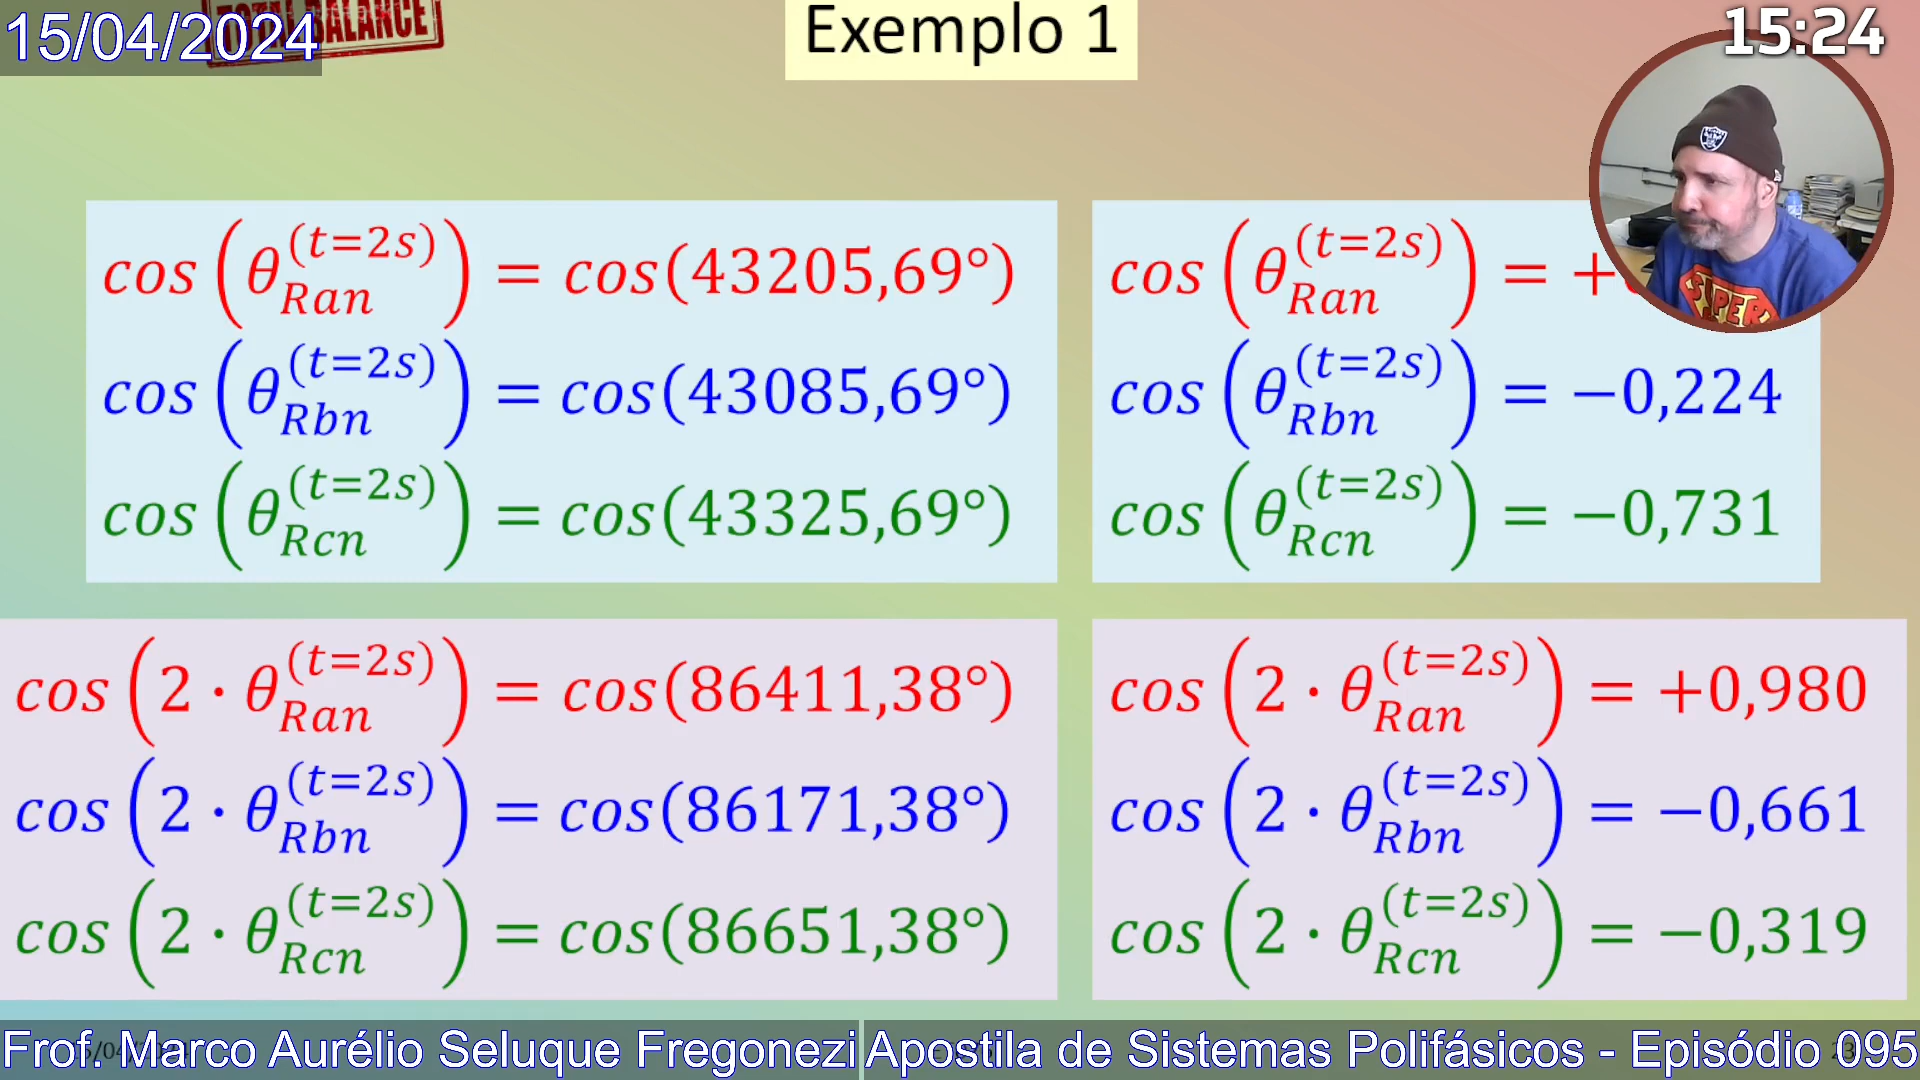 15/04/2024
TOTAL BALANCE
Exemplo 1
15:24
cos(θ_Ran^(t=2s)) = cos(43205,69°)
cos(θ_Rbn^(t=2s)) = cos(43085,69°)
cos(θ_Rcn^(t=2s)) = cos(43325,69°)
cos(θ_Ran^(t=2s)) = +
cos(θ_Rbn^(t=2s)) = −0,224
cos(θ_Rcn^(t=2s)) = −0,731
cos(2 · θ_Ran^(t=2s)) = cos(86411,38°)
cos(2 · θ_Rbn^(t=2s)) = cos(86171,38°)
cos(2 · θ_Rcn^(t=2s)) = cos(86651,38°)
cos(2 · θ_Ran^(t=2s)) = +0,980
cos(2 · θ_Rbn^(t=2s)) = −0,661
cos(2 · θ_Rcn^(t=2s)) = −0,319
SUPER
Frof. Marco Aurélio Seluque Fregonezi
Apostila de Sistemas Polifásicos - Episódio 095